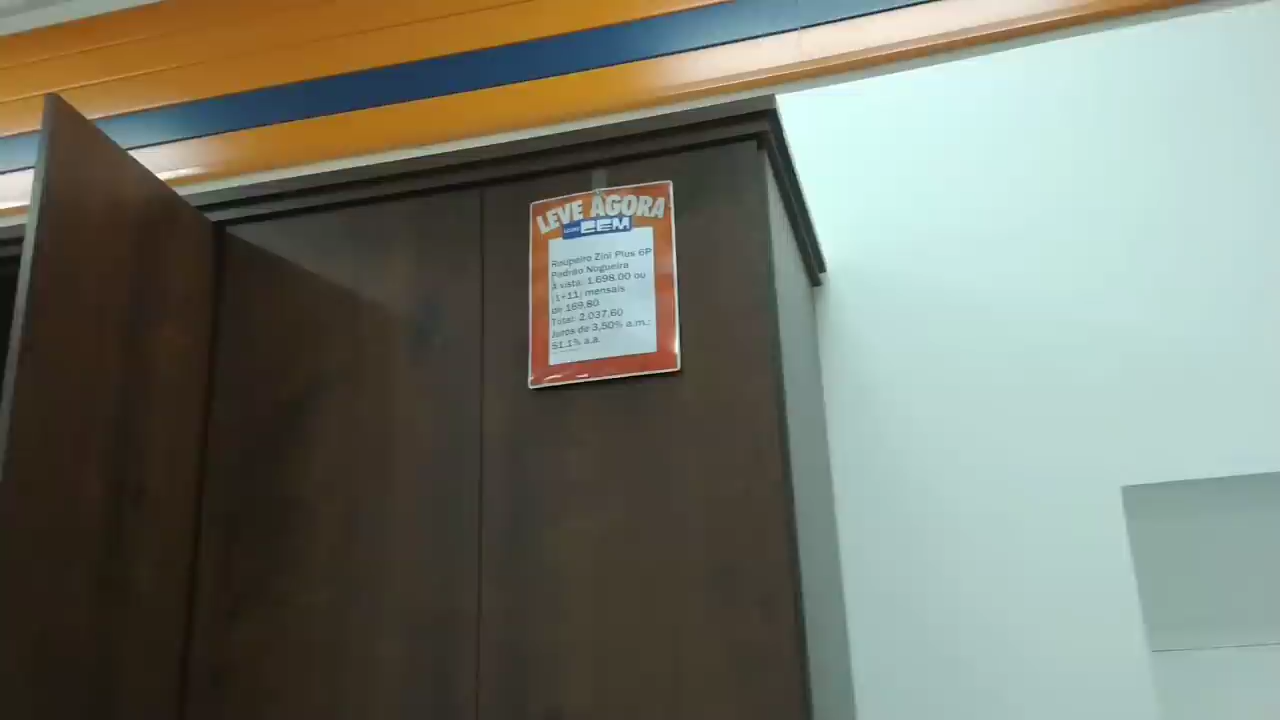 LEVE AGORA
CEM
Roupeiro Zini Plus 6P
Padrão Nogueira
À vista: 1.698,00 ou
(1+11) mensais
de 169,80
Total: 2.037,60
Juros de 3,50% a.m.:
51.1% a.a.